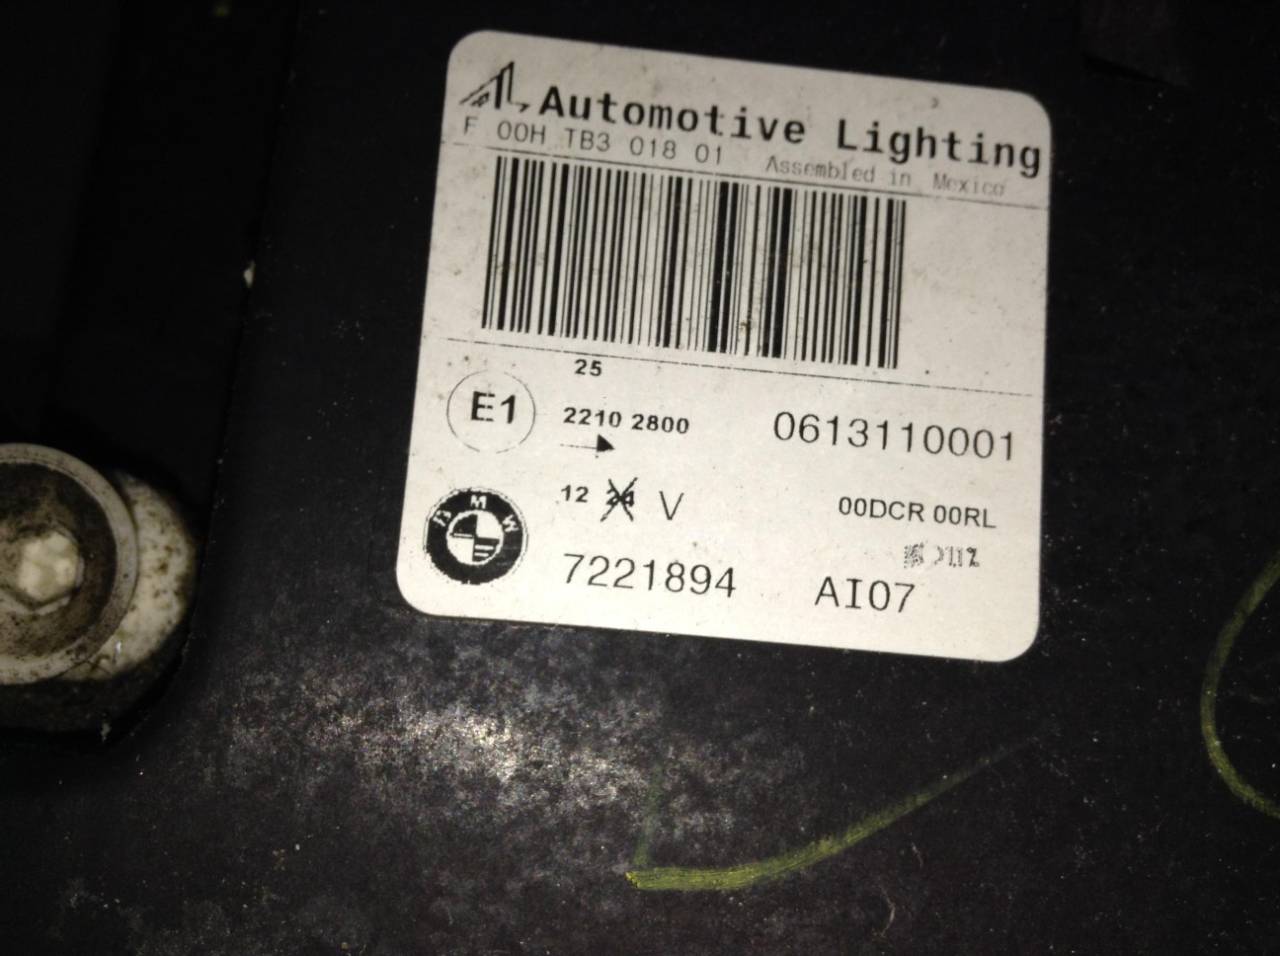 AL Automotive Lighting
F 00H TB3 018 01 Assembled in Mexico
25
E1 2210 2800 0613110001
12 24 V 00DCR 00RL
BMW 7221894 AI07